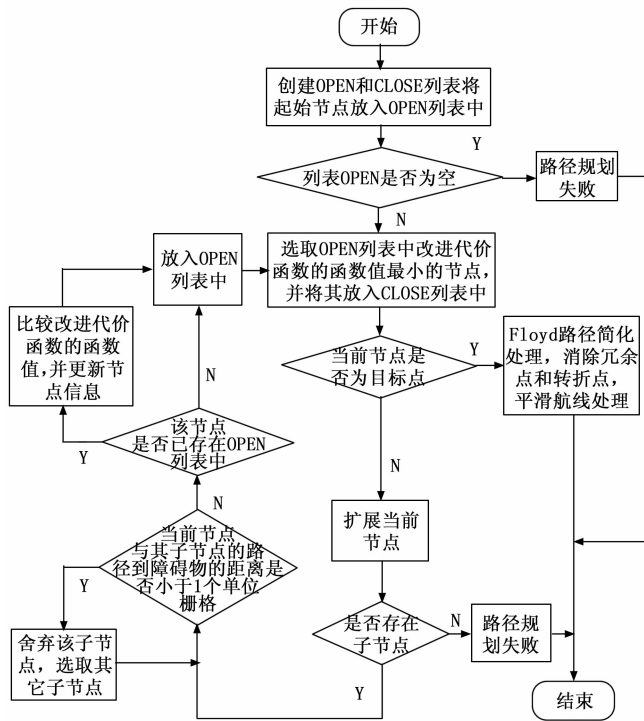 开始
创建OPEN和CLOSE列表将
起始节点放入OPEN列表中
Y
列表OPEN是否为空
路径规划
失败
N
放入OPEN
列表中
选取OPEN列表中改进代价
函数的函数值最小的节点,
并将其放入CLOSE列表中
比较改进代价
函数的函数
值,并更新节
点信息
当前节点是
否为目标点
Y
Floyd路径简化
处理, 消除冗余
点和转折点,
平滑航线处理
N
该节点
是否已存在OPEN
列表中
Y
N
扩展当前
节点
N
当前节点
与其子节点的路
径到障碍物的距离是
否小于1个单位
栅格
Y
是否存在
子节点
N
路径规
划失败
舍弃该子节
点, 选取其
它子节点
Y
结束